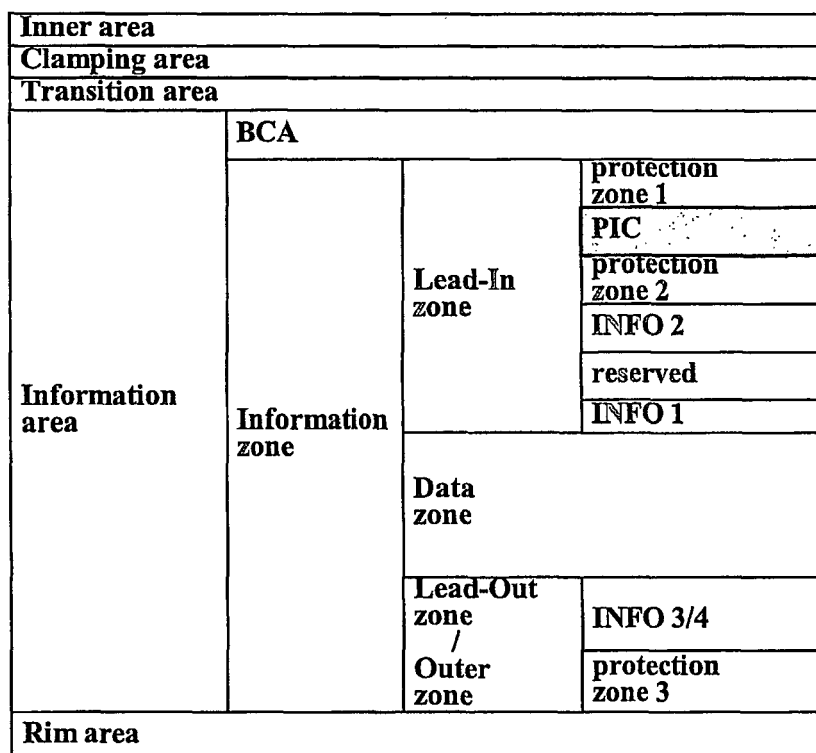 Inner area
Clamping area
Transition area
BCA
protection
zone 1
PIC
Lead-In
zone
protection
zone 2
INFO 2
reserved
INFO 1
Information
area
Information
zone
Data
zone
Lead-Out
zone
/
Outer
zone
INFO 3/4
protection
zone 3
Rim area